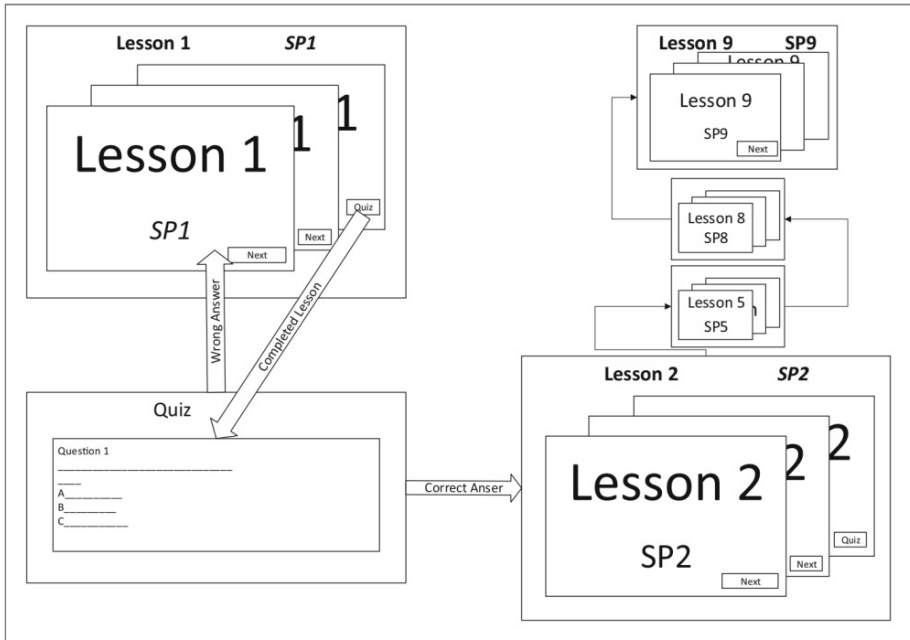 Lesson 1 SP1
1
1
Lesson 1
SP1
Quiz
Next
Next
Wrong Answer
Completed Lesson
Quiz
Question 1
A
B
C
Correct Anser
Lesson 9 SP9
Lesson 9
Lesson 9
SP9
Next
Lesson 8
SP8
Lesson 5
SP5
Lesson 2 SP2
2
2
Lesson 2
SP2
Quiz
Next
Next